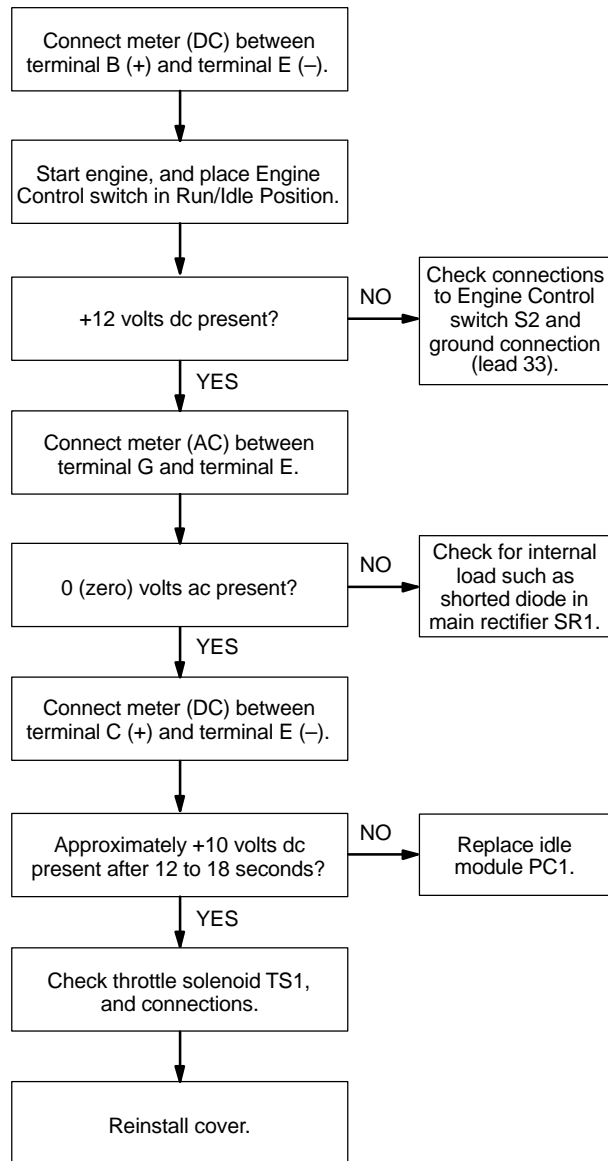 Connect meter (DC) between
terminal B (+) and terminal E (–).
Start engine, and place Engine
Control switch in Run/Idle Position.
+12 volts dc present?
NO
Check connections
to Engine Control
switch S2 and
ground connection
(lead 33).
YES
Connect meter (AC) between
terminal G and terminal E.
0 (zero) volts ac present?
NO
Check for internal
load such as
shorted diode in
main rectifier SR1.
YES
Connect meter (DC) between
terminal C (+) and terminal E (–).
Approximately +10 volts dc
present after 12 to 18 seconds?
NO
Replace idle
module PC1.
YES
Check throttle solenoid TS1,
and connections.
Reinstall cover.